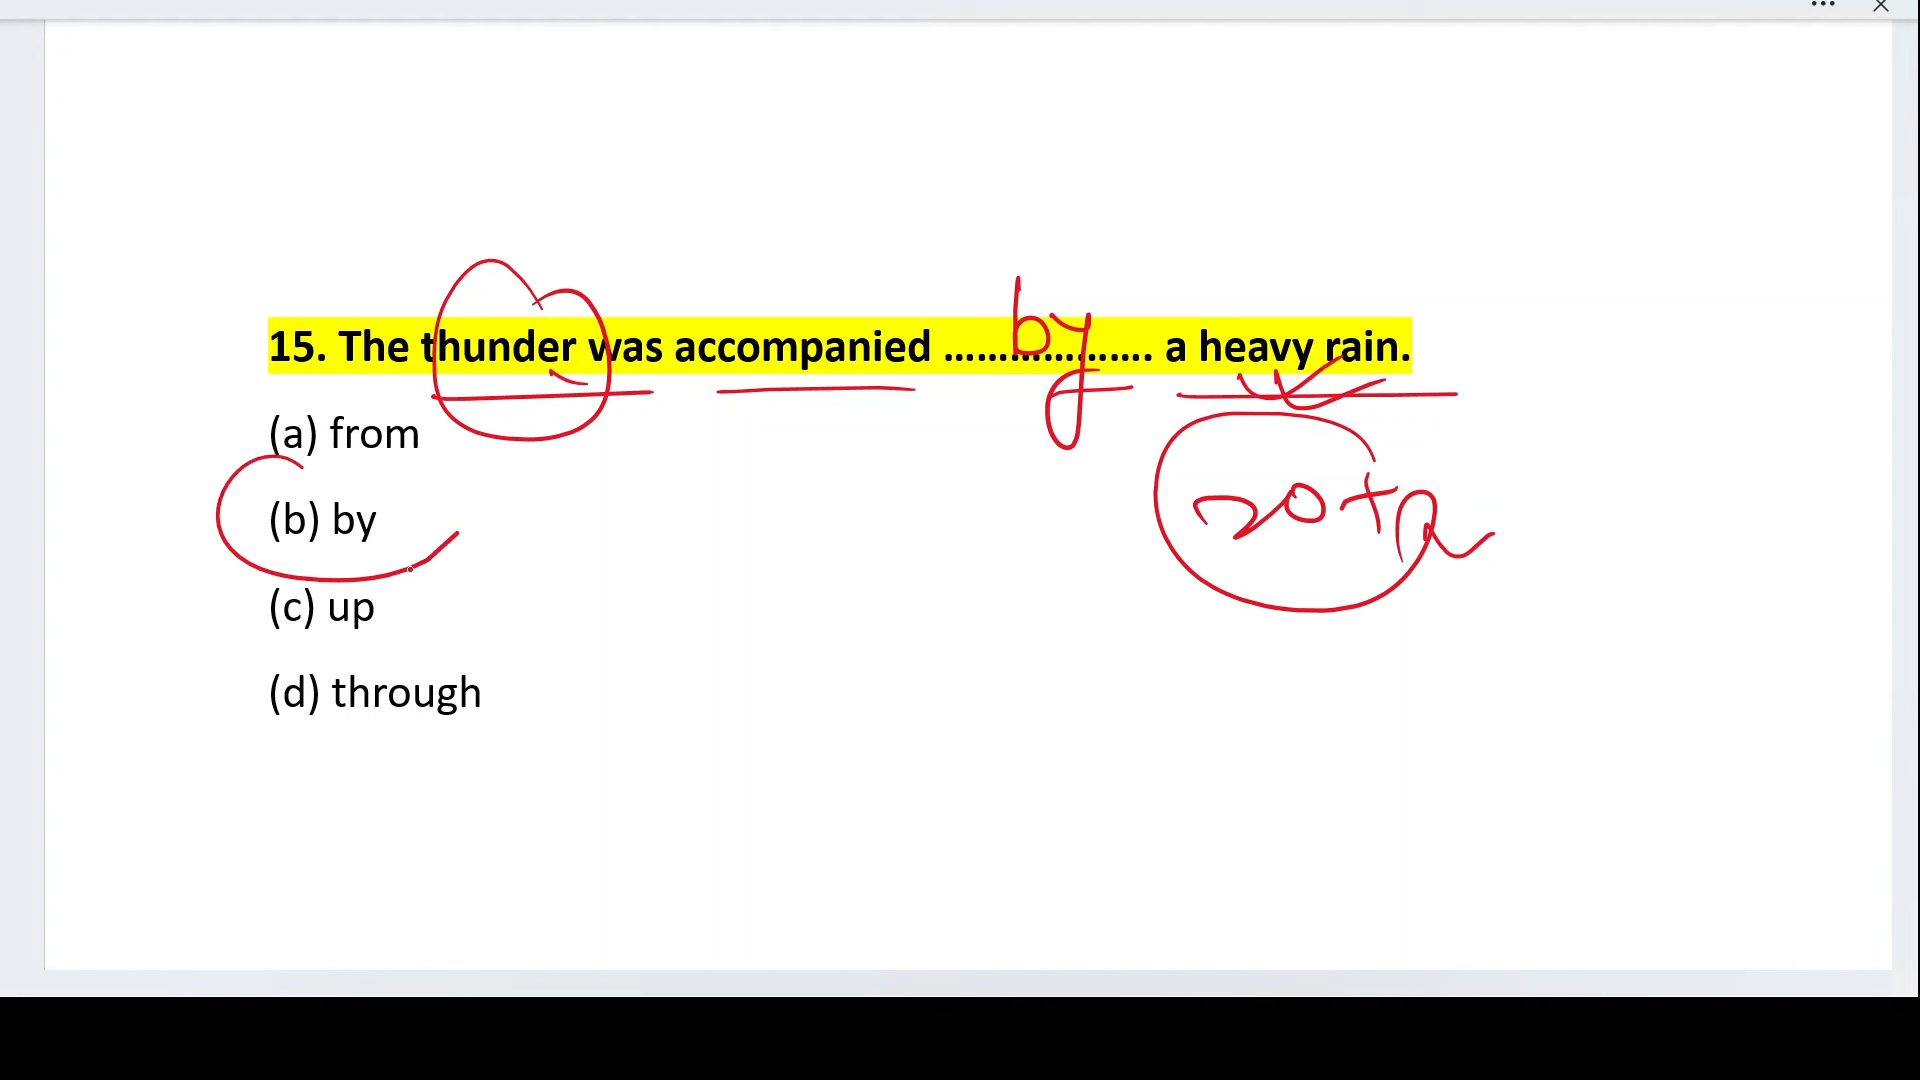 by
15. The thunder was accompanied ................... a heavy rain.
(a) from
(b) by
(c) up
(d) through